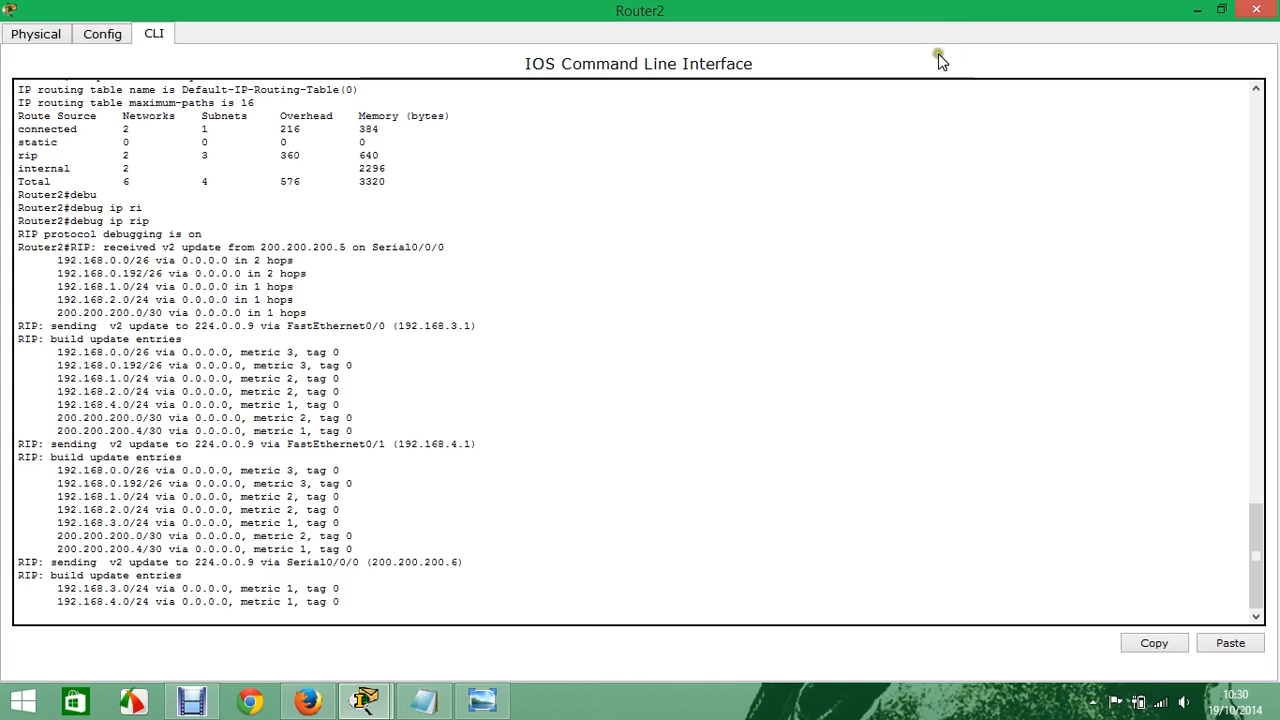 Router2
Physical Config CLI
IOS Command Line Interface
IP routing table name is Default-IP-Routing-Table(0)
IP routing table maximum-paths is 16
Route Source Networks Subnets Overhead Memory (bytes)
connected 2 1 216 384
static 0 0 0 0
rip 2 3 360 640
internal 2 2296
Total 6 4 576 3320
Router2#debu
Router2#debug ip ri
Router2#debug ip rip
RIP protocol debugging is on
Router2#RIP: received v2 update from 200.200.200.5 on Serial0/0/0
192.168.0.0/26 via 0.0.0.0 in 2 hops
192.168.0.192/26 via 0.0.0.0 in 2 hops
192.168.1.0/24 via 0.0.0.0 in 1 hops
192.168.2.0/24 via 0.0.0.0 in 1 hops
200.200.200.0/30 via 0.0.0.0 in 1 hops
RIP: sending  v2 update to 224.0.0.9 via FastEthernet0/0 (192.168.3.1)
RIP: build update entries
192.168.0.0/26 via 0.0.0.0, metric 3, tag 0
192.168.0.192/26 via 0.0.0.0, metric 3, tag 0
192.168.1.0/24 via 0.0.0.0, metric 2, tag 0
192.168.2.0/24 via 0.0.0.0, metric 2, tag 0
192.168.4.0/24 via 0.0.0.0, metric 1, tag 0
200.200.200.0/30 via 0.0.0.0, metric 2, tag 0
200.200.200.4/30 via 0.0.0.0, metric 1, tag 0
RIP: sending  v2 update to 224.0.0.9 via FastEthernet0/1 (192.168.4.1)
RIP: build update entries
192.168.0.0/26 via 0.0.0.0, metric 3, tag 0
192.168.0.192/26 via 0.0.0.0, metric 3, tag 0
192.168.1.0/24 via 0.0.0.0, metric 2, tag 0
192.168.2.0/24 via 0.0.0.0, metric 2, tag 0
192.168.3.0/24 via 0.0.0.0, metric 1, tag 0
200.200.200.0/30 via 0.0.0.0, metric 2, tag 0
200.200.200.4/30 via 0.0.0.0, metric 1, tag 0
RIP: sending  v2 update to 224.0.0.9 via Serial0/0/0 (200.200.200.6)
RIP: build update entries
192.168.3.0/24 via 0.0.0.0, metric 1, tag 0
192.168.4.0/24 via 0.0.0.0, metric 1, tag 0
Copy Paste
10:30
19/10/2014